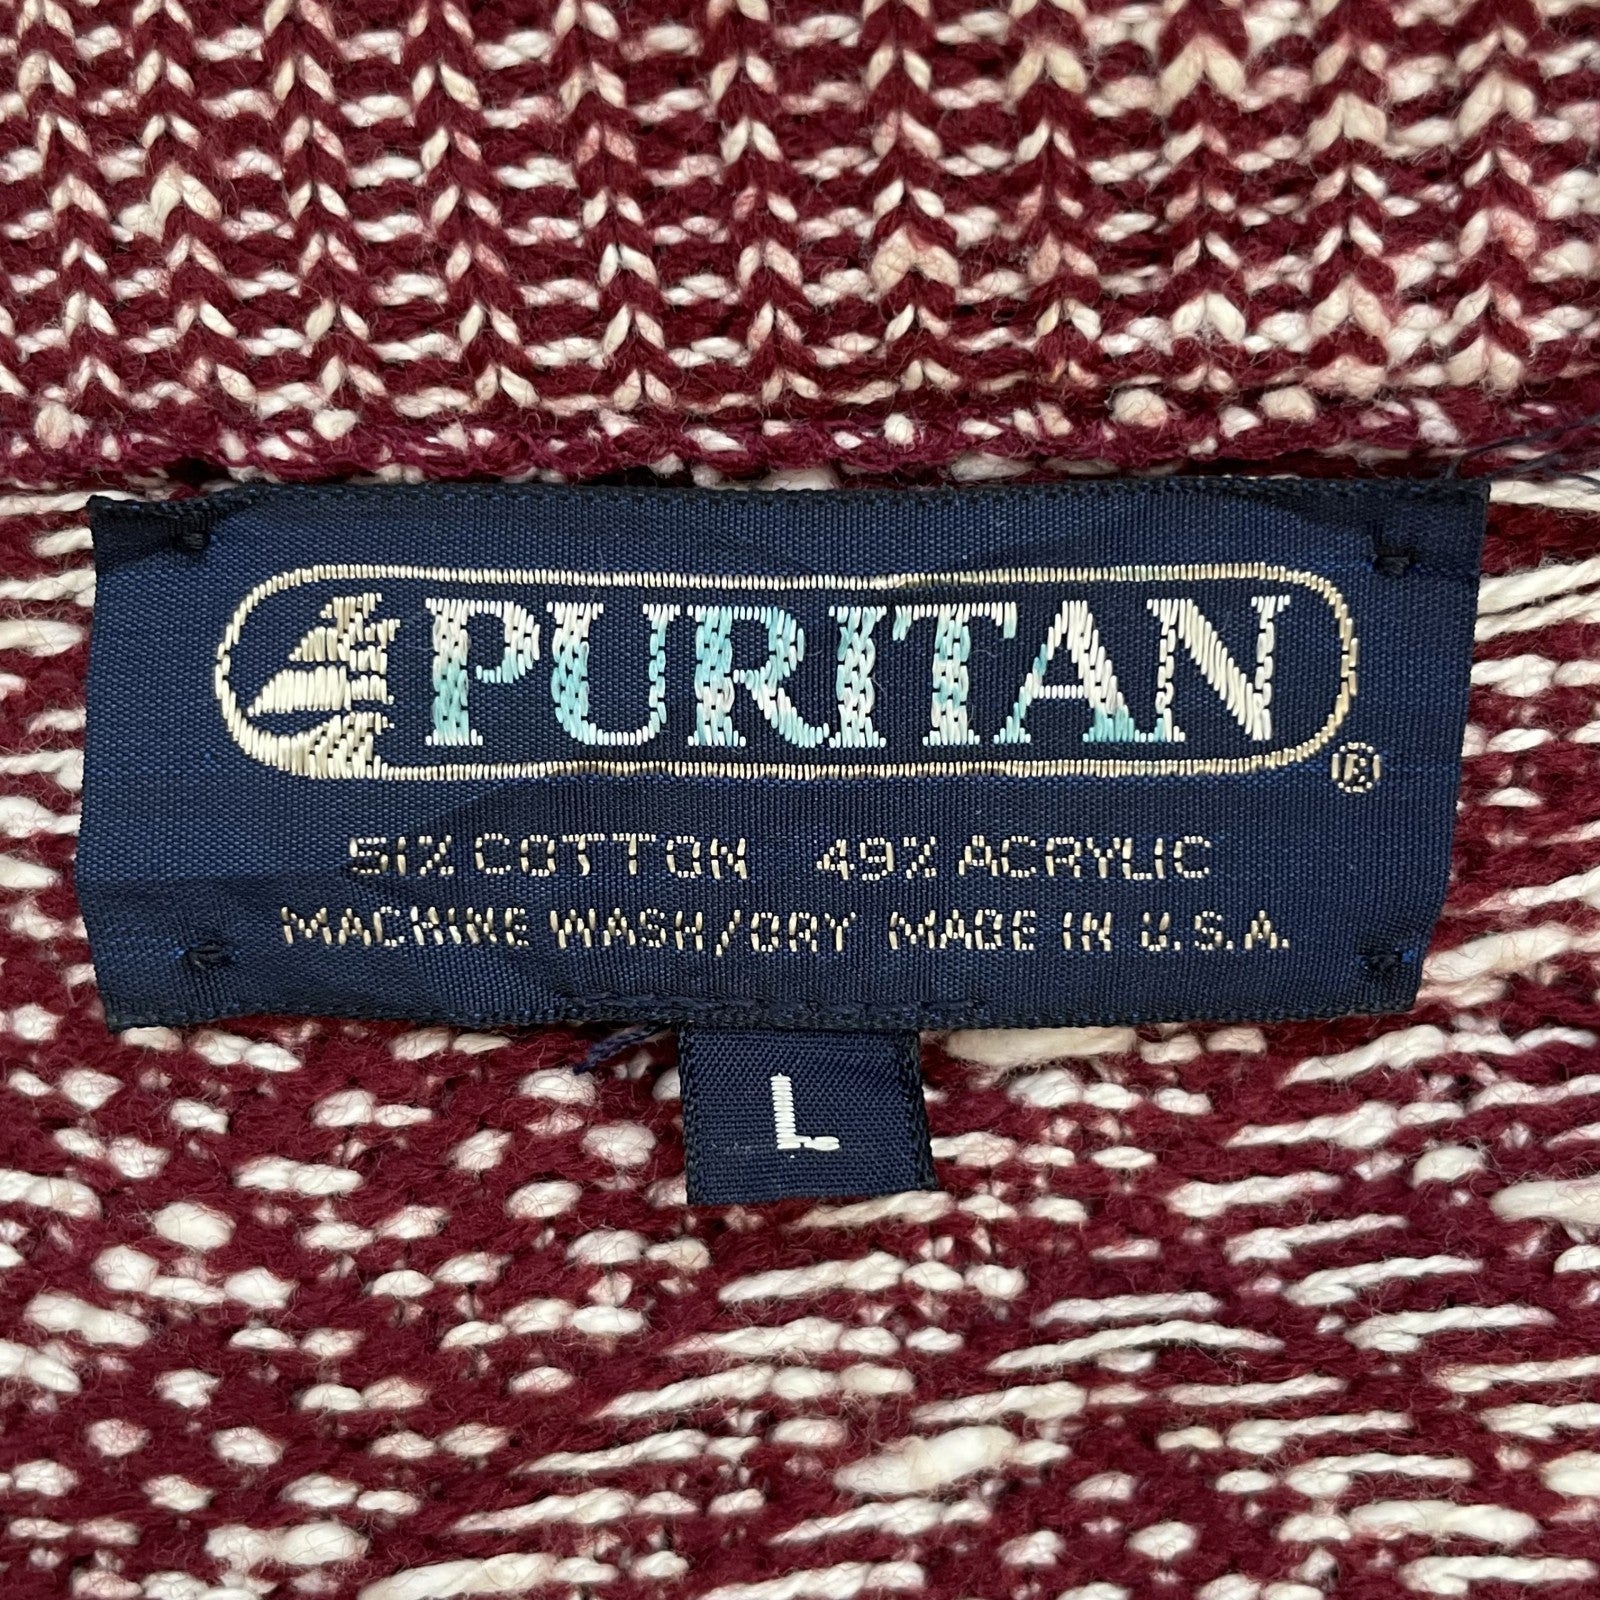 PURITAN ®
51% COTTON 49% ACRYLIC
MACHINE WASH/DRY MADE IN U.S.A.
L